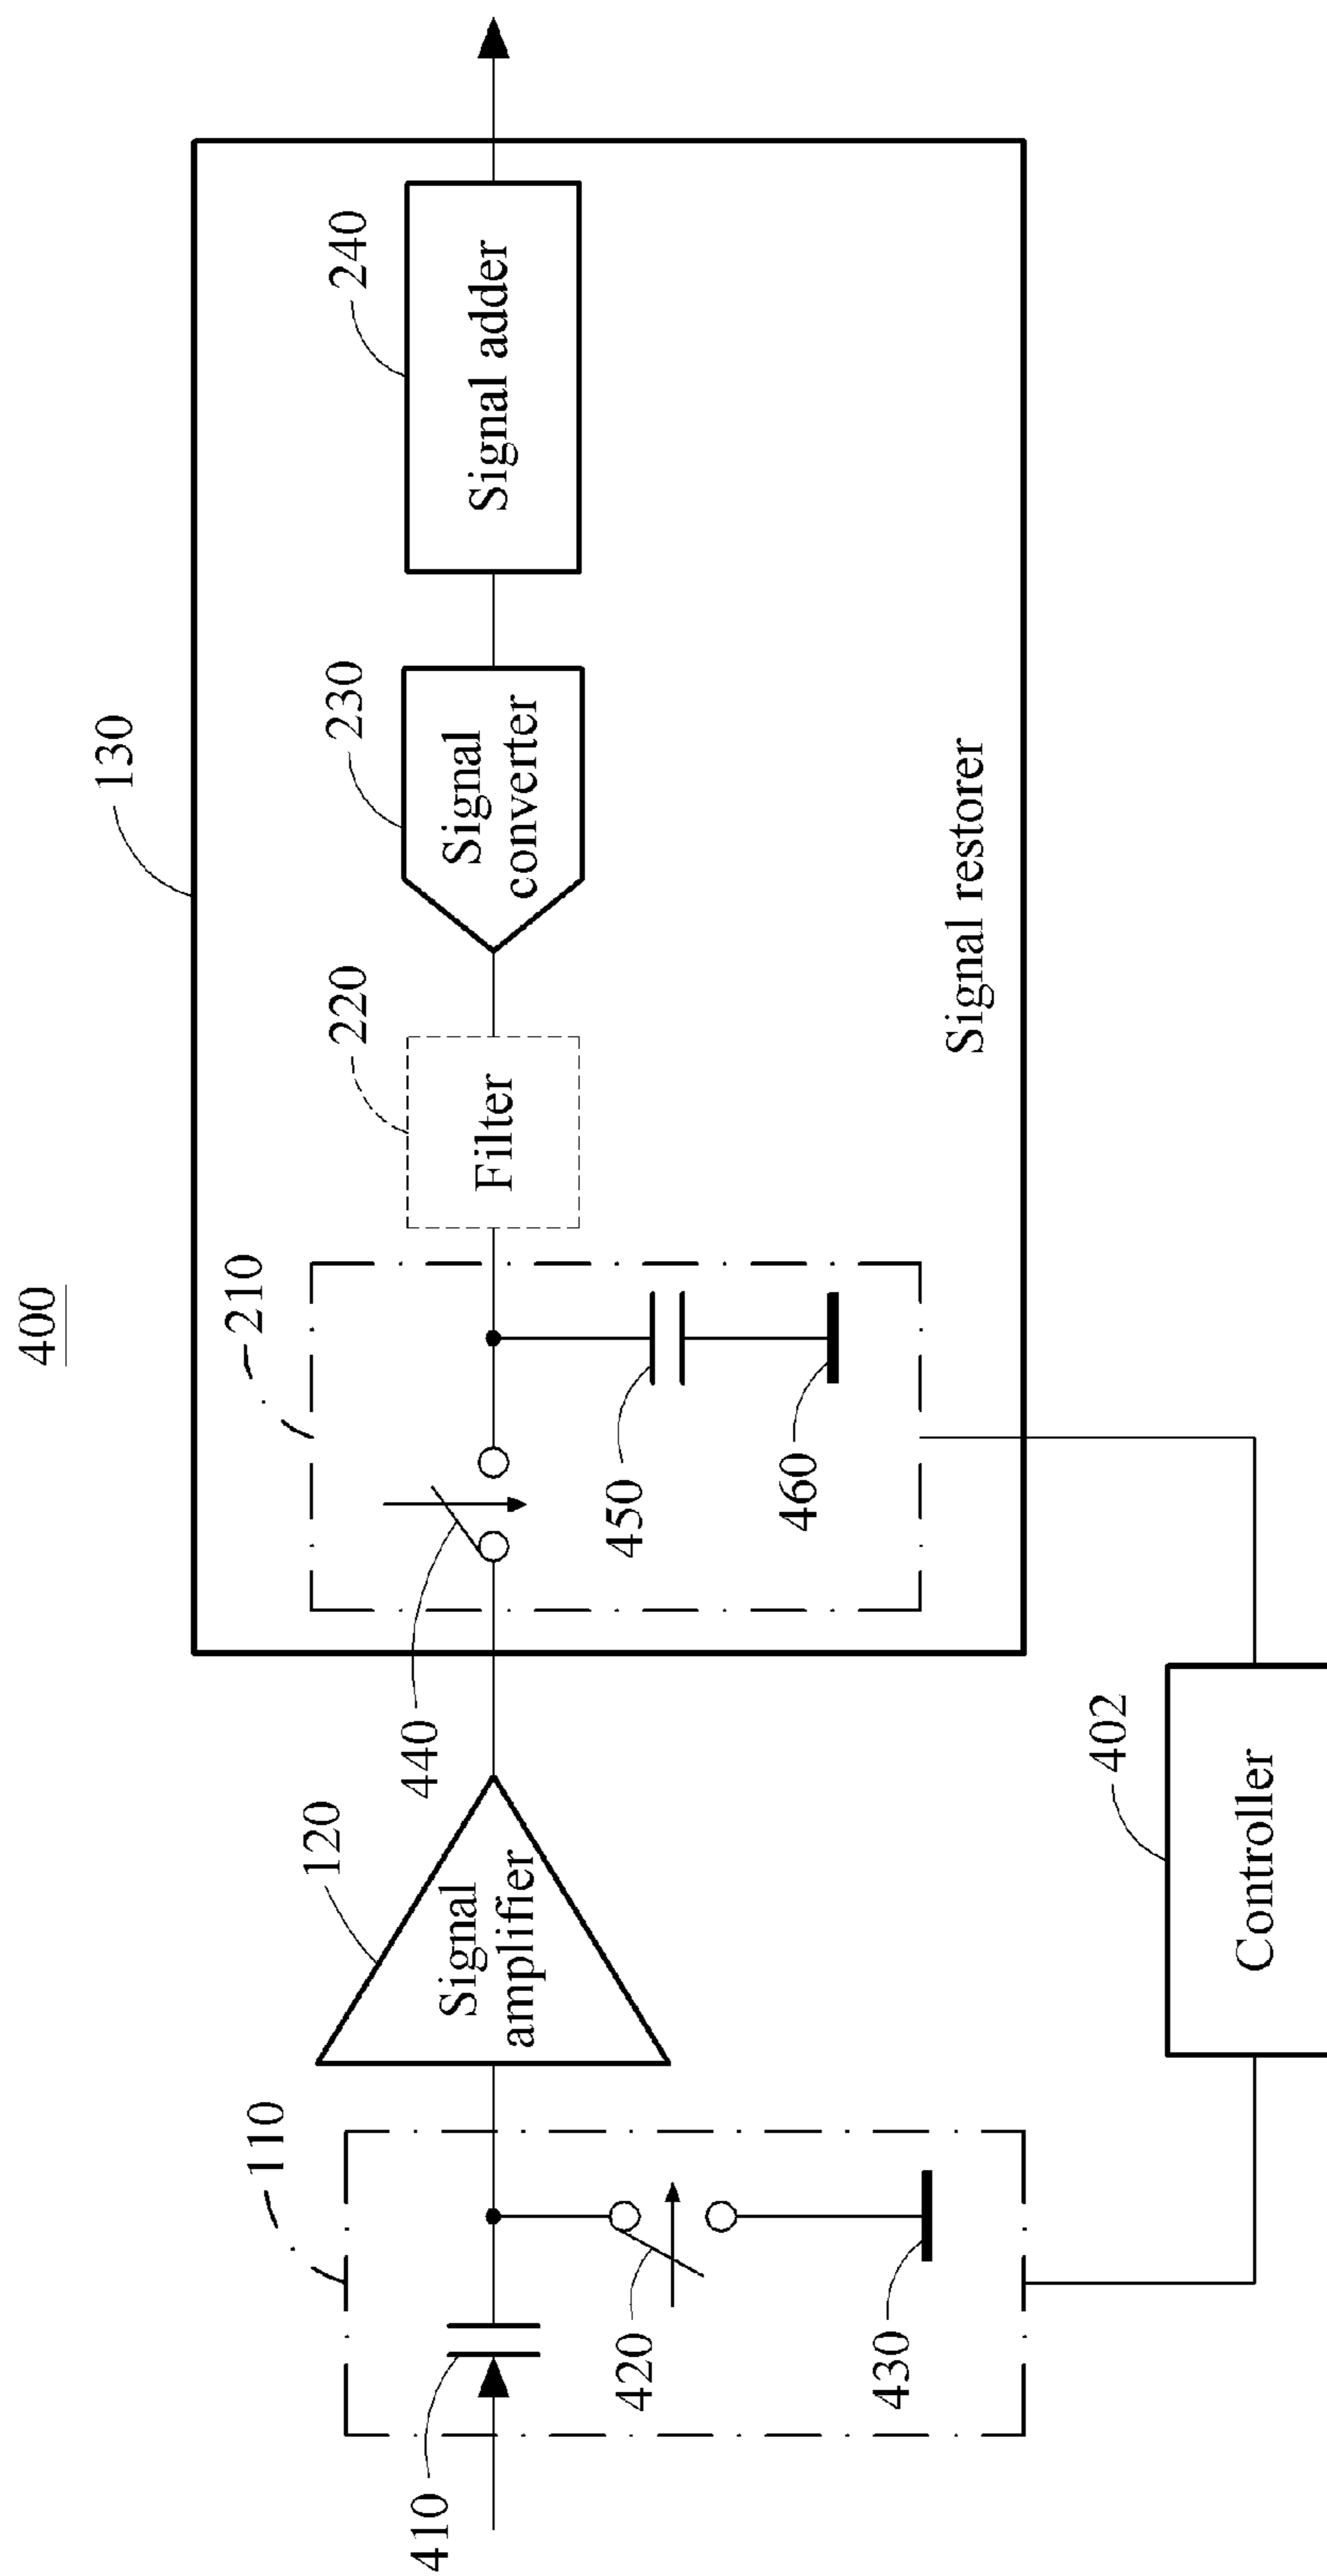 400
130
110
120
440
210
220
230
240
Signal
amplifier
Filter
Signal
converter
Signal adder
410
420
430
450
460
Signal restorer
402
Controller